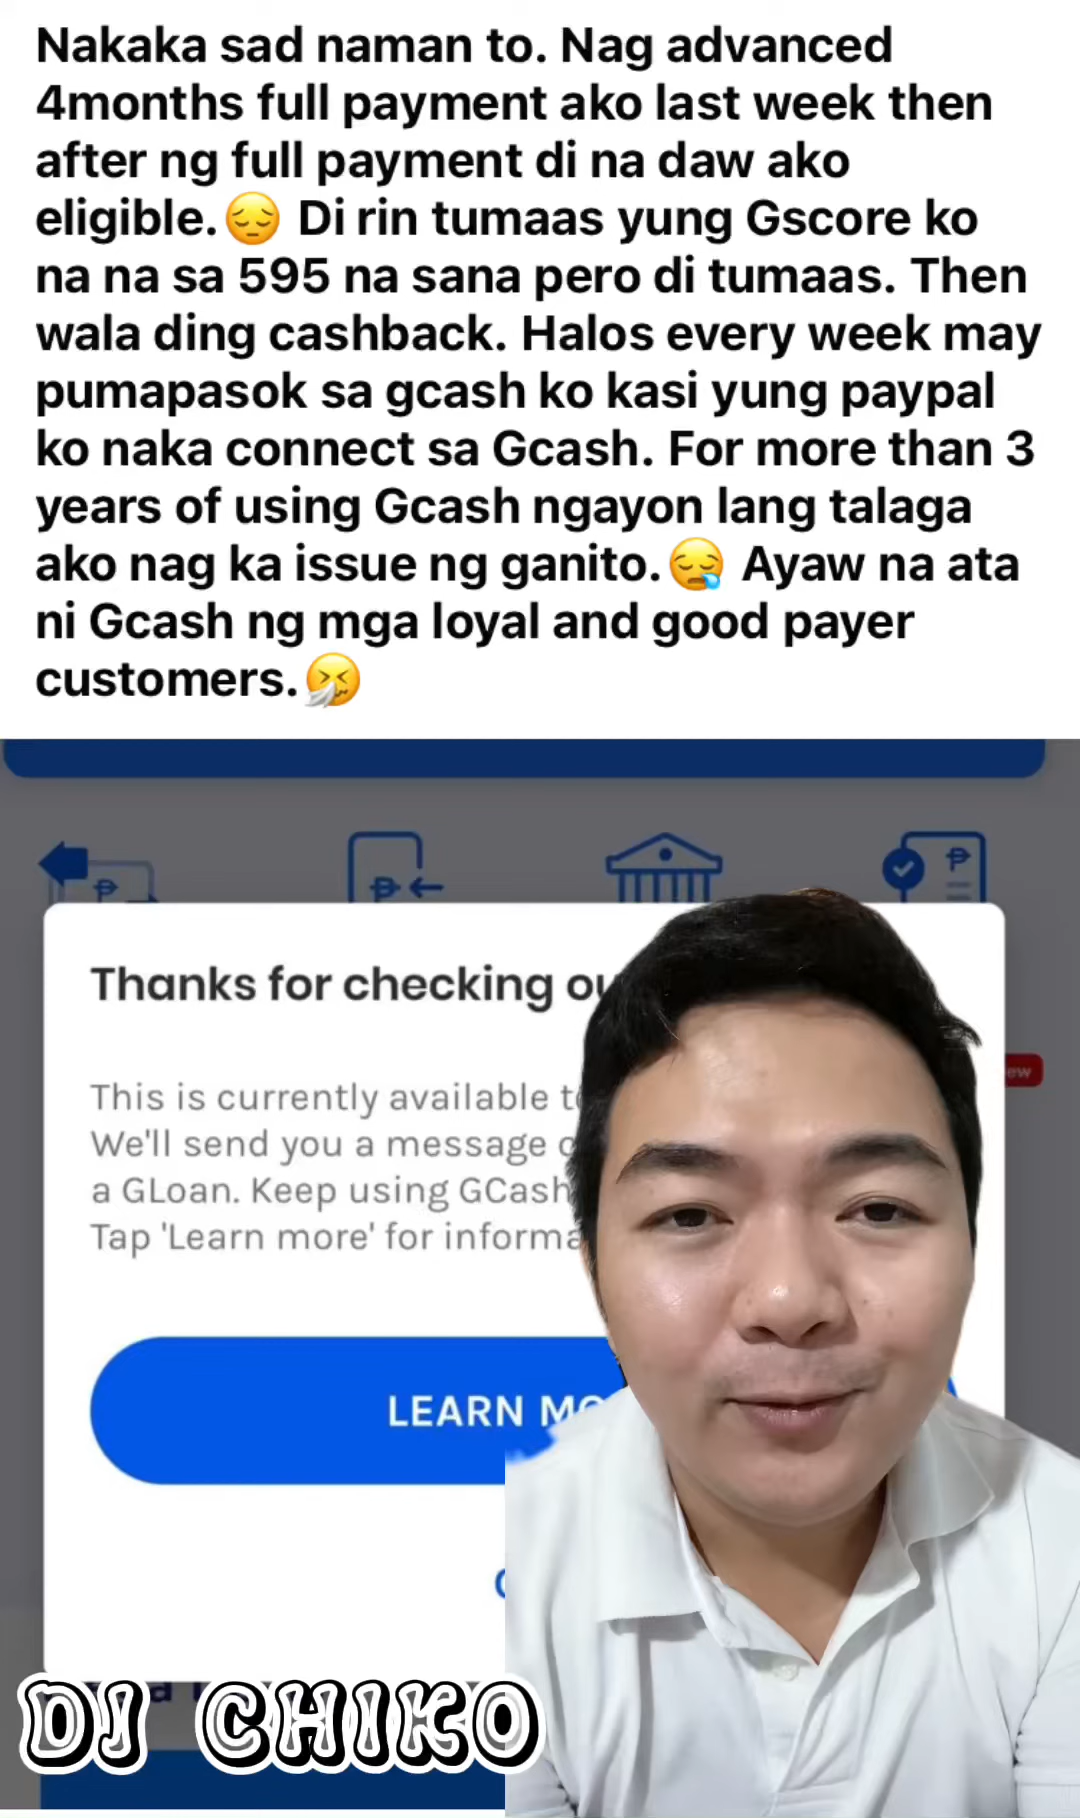 Nakaka sad naman to. Nag advanced
4months full payment ako last week then
after ng full payment di na daw ako
eligible.😔 Di rin tumaas yung Gscore ko
na na sa 595 na sana pero di tumaas. Then
wala ding cashback. Halos every week may
pumapasok sa gcash ko kasi yung paypal
ko naka connect sa Gcash. For more than 3
years of using Gcash ngayon lang talaga
ako nag ka issue ng ganito.😪 Ayaw na ata
ni Gcash ng mga loyal and good payer
customers.🤧
Thanks for checking
This is currently available
We'll send you a message
a GLoan. Keep using GCash
Tap 'Learn more' for
LEARN
DI CHIKO